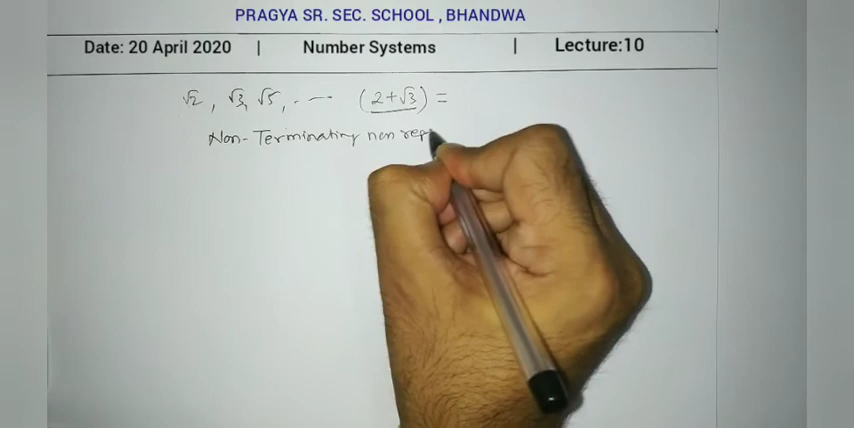 PRAGYA SR. SEC. SCHOOL , BHANDWA
Date: 20 April 2020 | Number Systems | Lecture:10
√2 , √3, √5, . --- (2+√3) =
Non-Terminating non rep